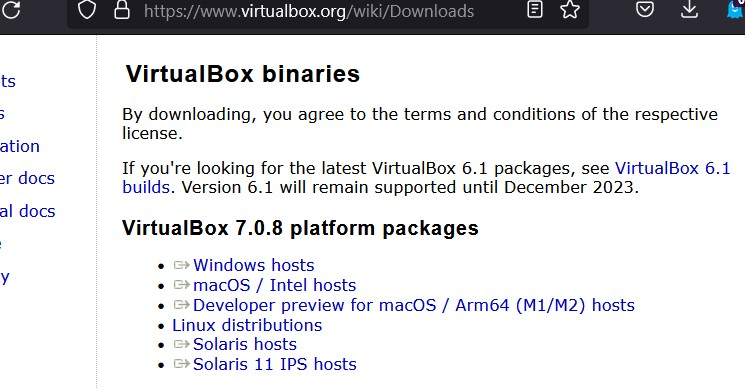 https://www.virtualbox.org/wiki/Downloads
VirtualBox binaries
ts
s
ation
er docs
al docs
e
y
By downloading, you agree to the terms and conditions of the respective
license.
If you're looking for the latest VirtualBox 6.1 packages, see VirtualBox 6.1
builds. Version 6.1 will remain supported until December 2023.
VirtualBox 7.0.8 platform packages
Windows hosts
macOS / Intel hosts
Developer preview for macOS / Arm64 (M1/M2) hosts
Linux distributions
Solaris hosts
Solaris 11 IPS hosts